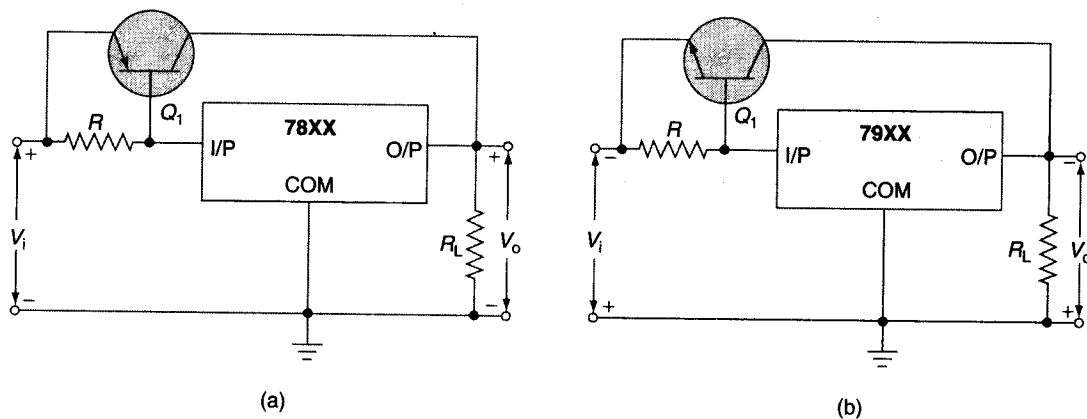 Q1
R
78XX
I/P
O/P
COM
+
+
Vi
RL
Vo
−
−
(a)
Q1
R
79XX
I/P
O/P
COM
−
−
Vi
RL
Vo
+
+
(b)